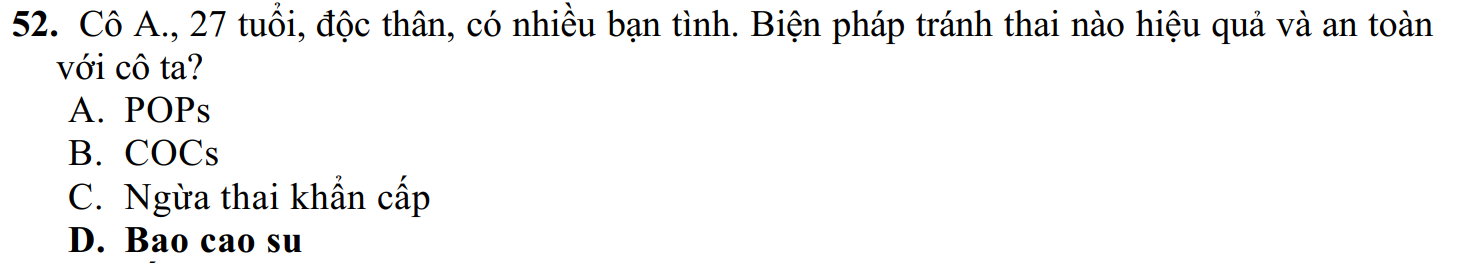 52. Cô A., 27 tuổi, độc thân, có nhiều bạn tình. Biện pháp tránh thai nào hiệu quả và an toàn
với cô ta?
A. POPs
B. COCs
C. Ngừa thai khẩn cấp
D. Bao cao su